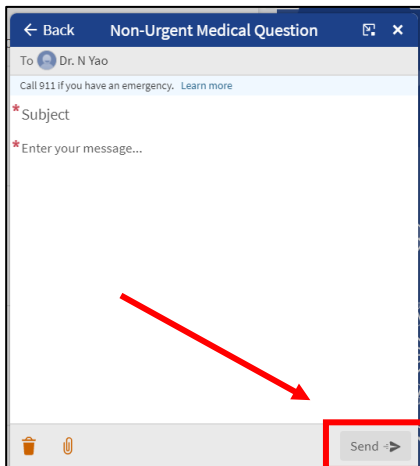 Back Non-Urgent Medical Question
To Dr. N Yao
Call 911 if you have an emergency. Learn more
*Subject
*Enter your message...
Send